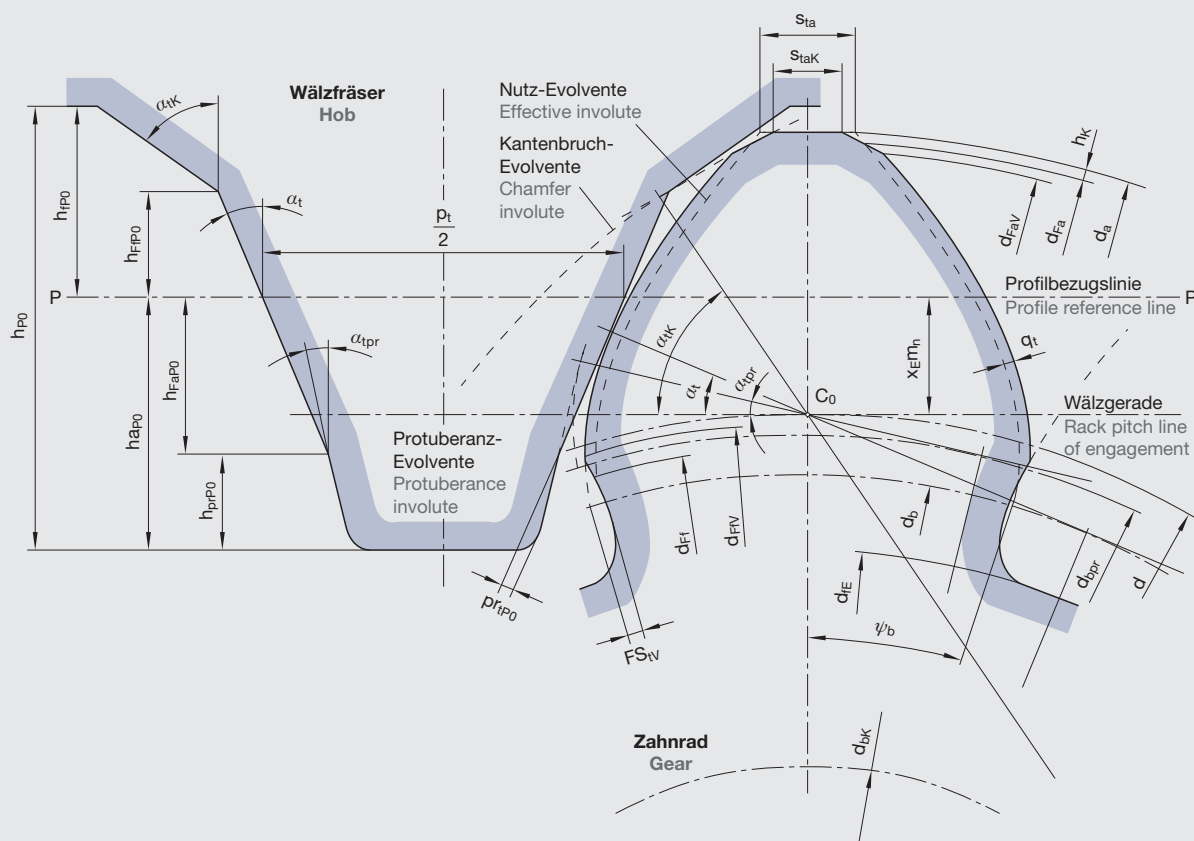 s_ta
s_taK
α_tK
Wälzfräser
Hob
Nutz-Evolvente
Effective involute
Kantenbruch-
Evolvente
Chamfer
involute
h_K
h_fP0
h_FfP0
α_t
p_t
2
d_FaV
d_Fa
d_a
P
Profilbezugslinie
P
Profile reference line
h_P0
α_tpr
α_tK
x_Em_n
q_t
h_FaP0
ha_P0
α_t
α_tpr
C_0
Wälzgerade
Rack pitch line
of engagement
Protuberanz-
Evolvente
Protuberance
involute
h_prP0
d_Ff
d_FfV
d_b
d_fE
d_bpr
d
pr_tP0
FS_tV
ψ_b
Zahnrad
Gear
d_bK